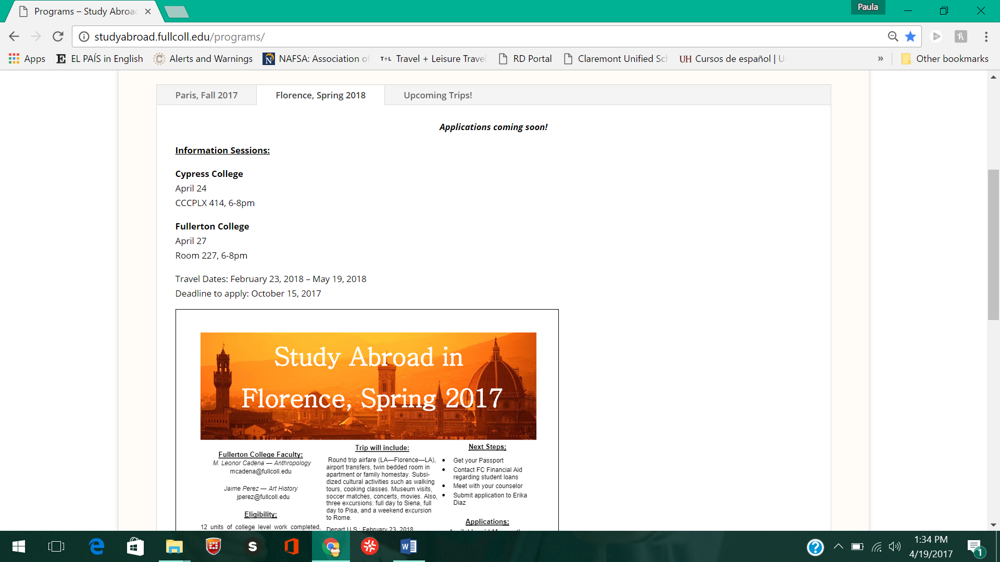 Programs – Study Abroad
Paula
studyabroad.fullcoll.edu/programs/
Apps
EL PAÍS in English
Alerts and Warnings
NAFSA: Association of
T+L Travel + Leisure Travel
RD Portal
Claremont Unified Sch
UH Cursos de español | U
»
Other bookmarks
Paris, Fall 2017
Florence, Spring 2018
Upcoming Trips!
Applications coming soon!
Information Sessions:
Cypress College
April 24
CCCPLX 414, 6-8pm
Fullerton College
April 27
Room 227, 6-8pm
Travel Dates: February 23, 2018 – May 19, 2018
Deadline to apply: October 15, 2017
Study Abroad in
Florence, Spring 2017
Fullerton College Faculty:
M. Leonor Cadena — Anthropology
mcadena@fullcoll.edu
Jaime Perez — Art History
jperez@fullcoll.edu
Eligibility:
12 units of college level work completed,
Trip will include:
Round trip airfare (LA—Florence—LA),
airport transfers, twin bedded room in
apartment or family homestay. Subsi-
dized cultural activities such as walking
tours, cooking classes. Museum visits,
soccer matches, concerts, movies. Also,
three excursions: full day to Siena, full
day to Pisa, and a weekend excursion
to Rome.
Depart U.S.: February 23, 2018
Next Steps:
• Get your Passport
• Contact FC Financial Aid
regarding student loans
• Meet with your counselor
• Submit application to Erika
Diaz
Applications:
1:34 PM
4/19/2017
1